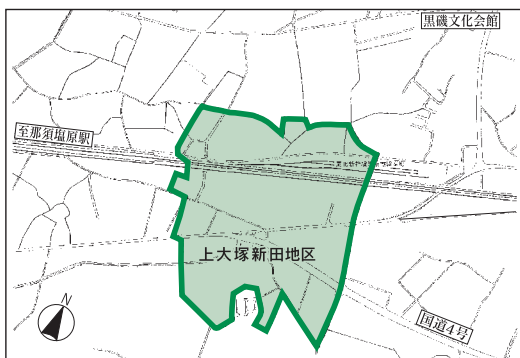 黒磯文化会館
至那須塩原駅
上大塚新田地区
国道4号
N